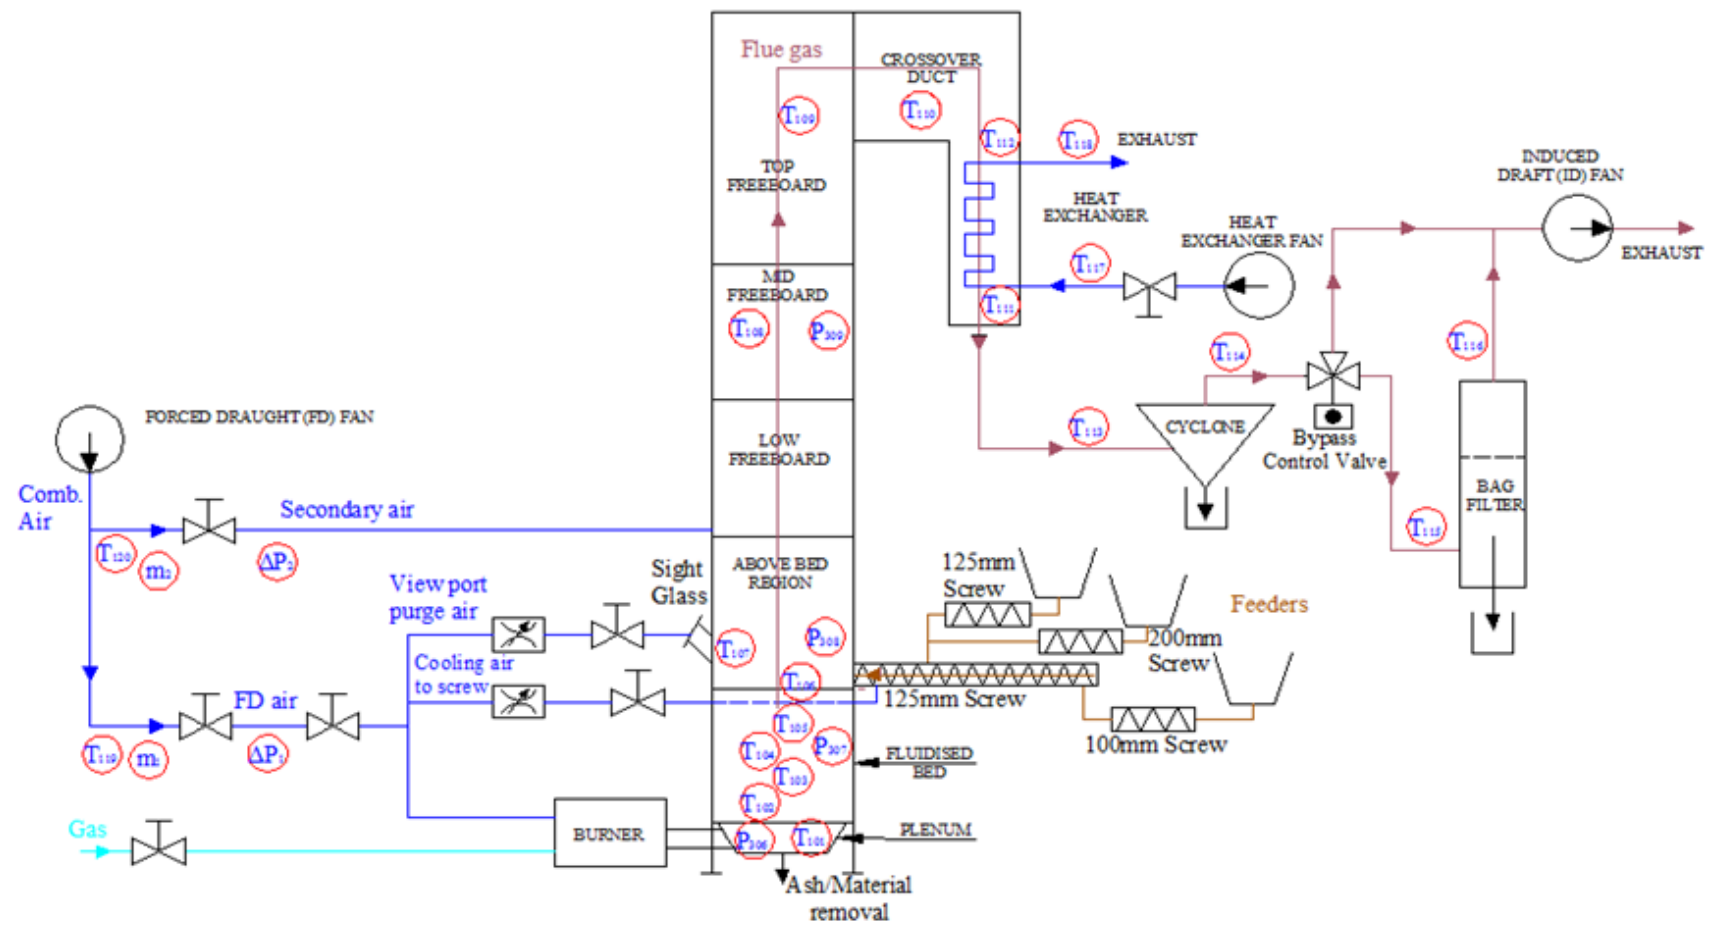 Flue gas
CROSSOVER
DUCT
T109
T110
T112
T118
EXHAUST
TOP
FREEBOARD
HEAT
EXCHANGER
HEAT
EXCHANGER FAN
INDUCED
DRAFT (ID) FAN
EXHAUST
T117
MID
FREEBOARD
T111
T108
P309
T114
T116
FORCED DRAUGHT (FD) FAN
LOW
FREEBOARD
T113
CYCLONE
Bypass
Control Valve
BAG
FILTER
Comb.
Air
Secondary air
T115
T120
m2
ΔP2
Sight
Glass
ABOVE BED
REGION
125mm
Screw
View port
purge air
Feeders
200mm
Screw
T107
P308
Cooling air
to screw
T106
125mm Screw
FD air
T105
T119
ΔP1
T104
P307
100mm Screw
FLUIDISED
BED
T103
T102
Gas
BURNER
P306
T101
PLENUM
Ash/Material
removal